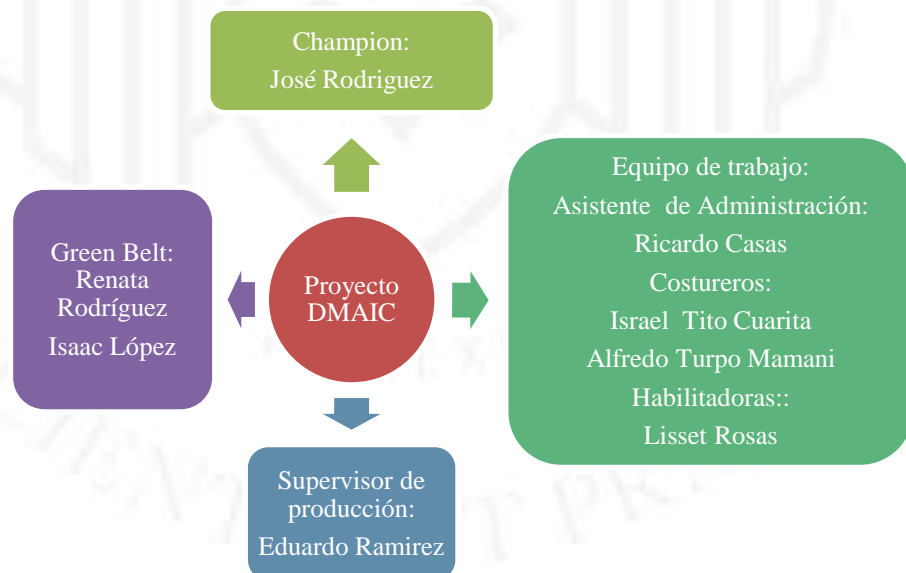 Champion:
José Rodriguez
Equipo de trabajo:
Asistente de Administración:
Ricardo Casas
Costureros:
Israel Tito Cuarita
Alfredo Turpo Mamani
Habilitadoras::
Lisset Rosas
Green Belt:
Renata
Rodríguez
Isaac López
Proyecto
DMAIC
Supervisor de
producción:
Eduardo Ramirez